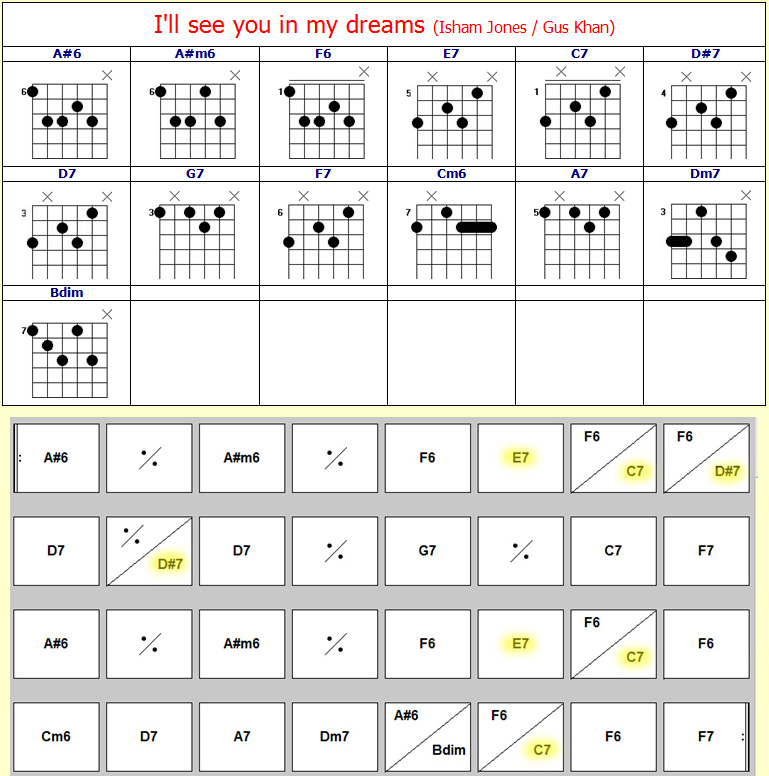 I'll see you in my dreams (Isham Jones / Gus Khan)
A#6 A#m6 F6 E7 C7 D#7
6 6 1 5 1 4
D7 G7 F7 Cm6 A7 Dm7
3 3 6 7 5 3
Bdim
7
A#6 ٪ A#m6 ٪ F6 E7 F6 C7 F6 D#7
D7 ٪ D#7 D7 ٪ G7 ٪ C7 F7
A#6 ٪ A#m6 ٪ F6 E7 F6 C7 F6
Cm6 D7 A7 Dm7 A#6 Bdim F6 C7 F6 F7